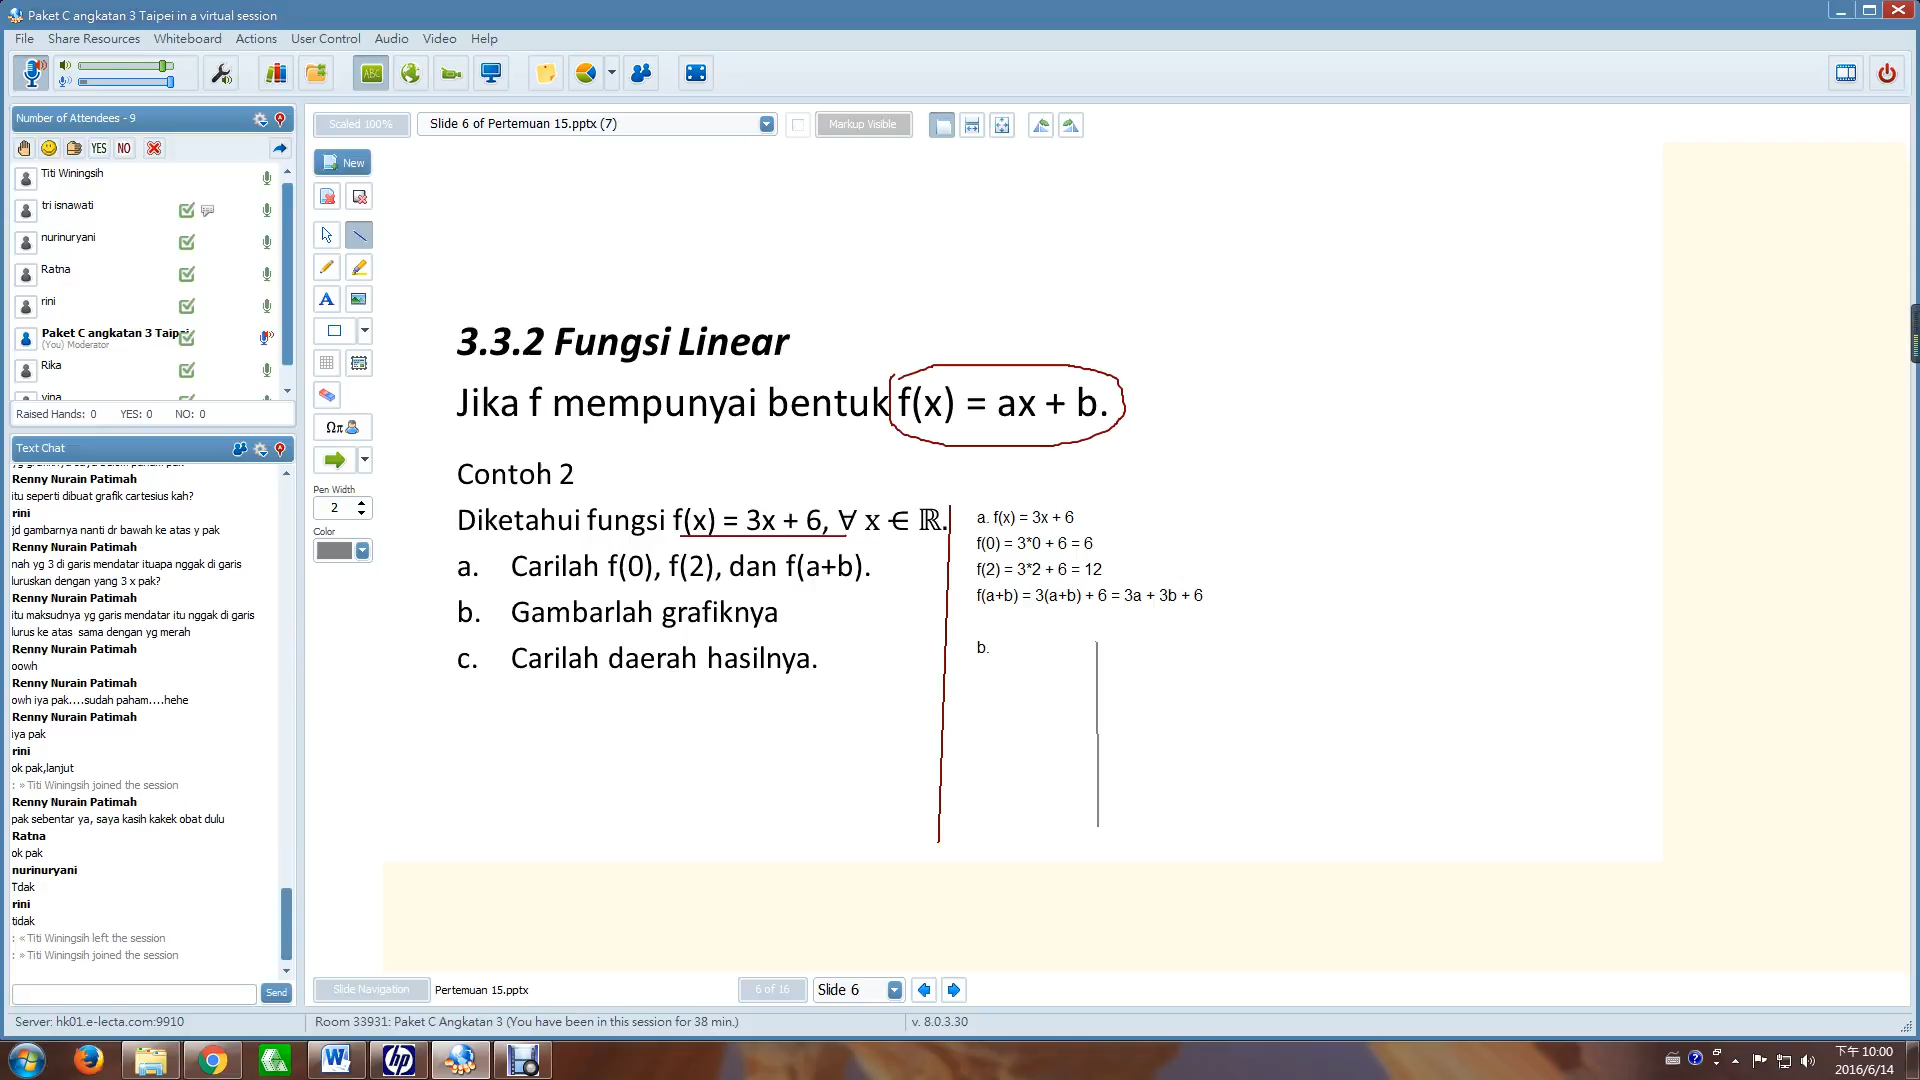 Paket C angkatan 3 Taipei in a virtual session
File Share Resources Whiteboard Actions User Control Audio Video Help
ABC
Number of Attendees - 9
YES NO
Titi Winingsih
tri isnawati
nurinuryani
Ratna
rini
Paket C angkatan 3 Taipe
(You) Moderator
Rika
vina
Raised Hands: 0 YES: 0 NO: 0
Text Chat
Renny Nurain Patimah
itu seperti dibuat grafik cartesius kah?
rini
jd gambarnya nanti dr bawah ke atas y pak
Renny Nurain Patimah
nah yg 3 di garis mendatar ituapa nggak di garis
luruskan dengan yang 3 x pak?
Renny Nurain Patimah
itu maksudnya yg garis mendatar itu nggak di garis
lurus ke atas sama dengan yg merah
Renny Nurain Patimah
oowh
Renny Nurain Patimah
owh iya pak....sudah paham....hehe
Renny Nurain Patimah
iya pak
rini
ok pak,lanjut
: » Titi Winingsih joined the session
Renny Nurain Patimah
pak sebentar ya, saya kasih kakek obat dulu
Ratna
ok pak
nurinuryani
Tdak
rini
tidak
: « Titi Winingsih left the session
: » Titi Winingsih joined the session
Send
Scaled 100%
Slide 6 of Pertemuan 15.pptx (7)
Markup Visible
New
A
Ωπ
Pen Width
2
Color
3.3.2 Fungsi Linear
Jika f mempunyai bentuk f(x) = ax + b.
Contoh 2
Diketahui fungsi f(x) = 3x + 6, ∀ x ∈ ℝ.
a. Carilah f(0), f(2), dan f(a+b).
b. Gambarlah grafiknya
c. Carilah daerah hasilnya.
a. f(x) = 3x + 6
f(0) = 3*0 + 6 = 6
f(2) = 3*2 + 6 = 12
f(a+b) = 3(a+b) + 6 = 3a + 3b + 6
b.
Slide Navigation
Pertemuan 15.pptx
6 of 16
Slide 6
Server: hk01.e-lecta.com:9910
Room 33931: Paket C Angkatan 3 (You have been in this session for 38 min.)
v. 8.0.3.30
下午 10:00
2016/6/14